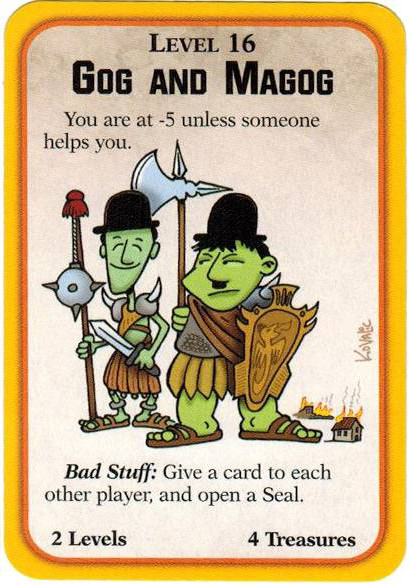 LEVEL 16
GOG AND MAGOG
You are at -5 unless someone
helps you.
KOVALIC
Bad Stuff: Give a card to each
other player, and open a Seal.
2 Levels
4 Treasures